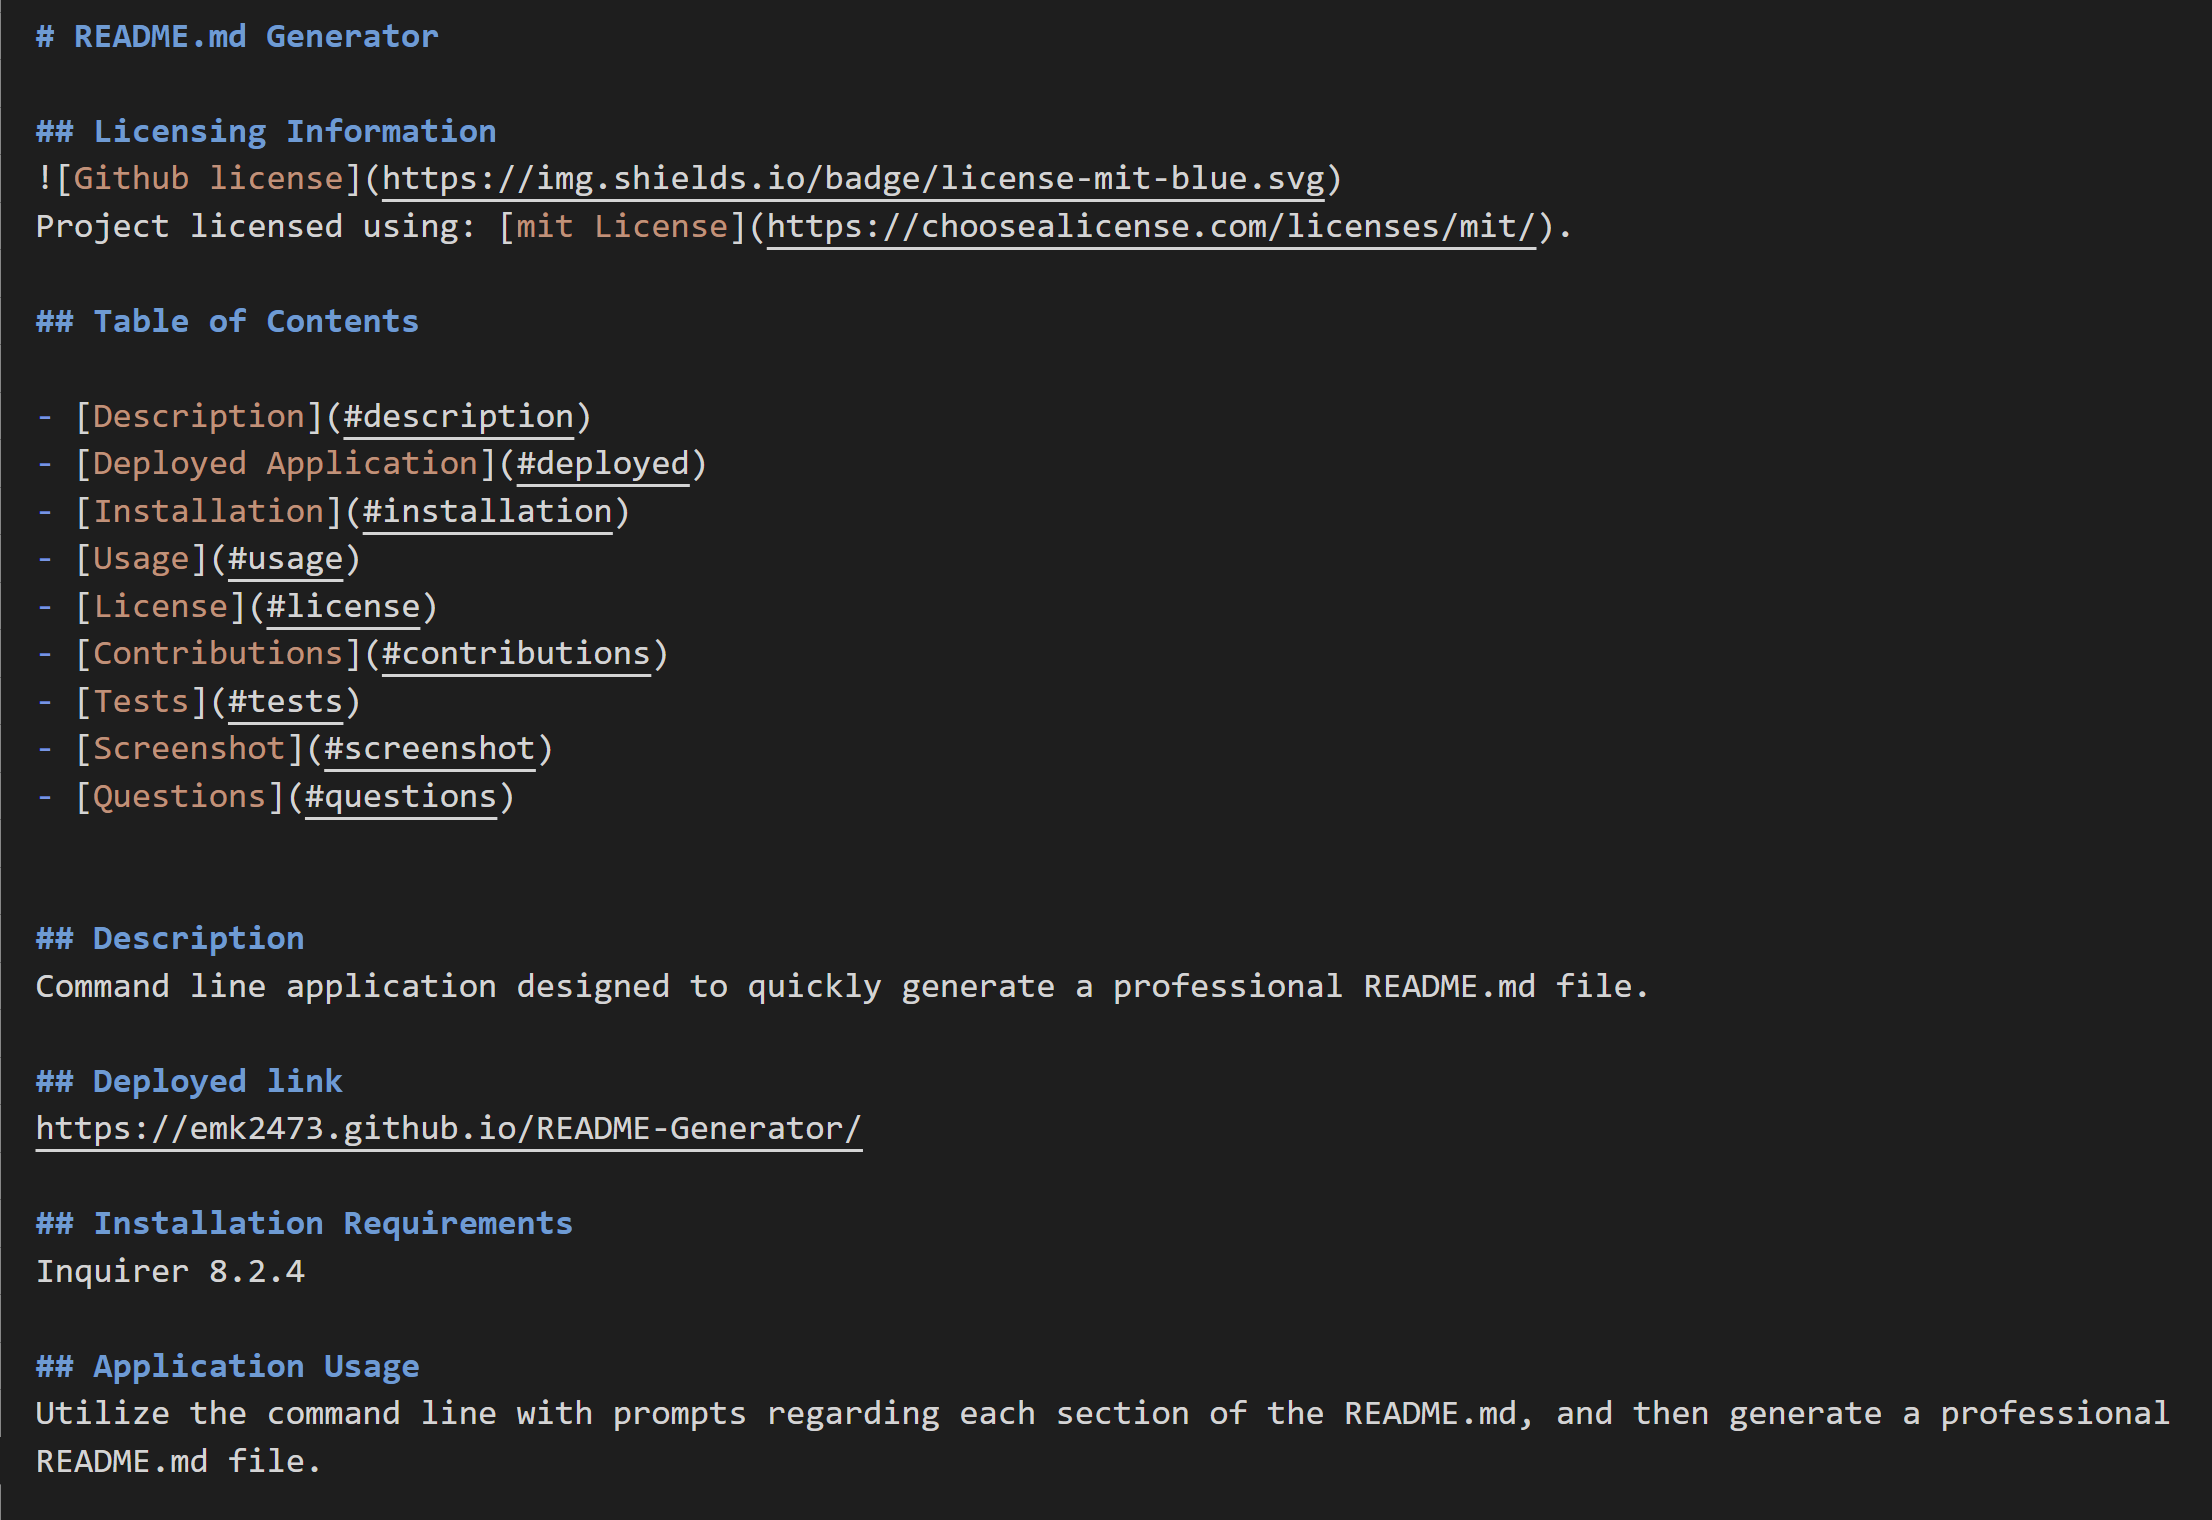 # README.md Generator
## Licensing Information
![Github license](https://img.shields.io/badge/license-mit-blue.svg)
Project licensed using: [mit License](https://choosealicense.com/licenses/mit/).
## Table of Contents
- [Description](#description)
- [Deployed Application](#deployed)
- [Installation](#installation)
- [Usage](#usage)
- [License](#license)
- [Contributions](#contributions)
- [Tests](#tests)
- [Screenshot](#screenshot)
- [Questions](#questions)
## Description
Command line application designed to quickly generate a professional README.md file.
## Deployed link
https://emk2473.github.io/README-Generator/
## Installation Requirements
Inquirer 8.2.4
## Application Usage
Utilize the command line with prompts regarding each section of the README.md, and then generate a professional
README.md file.